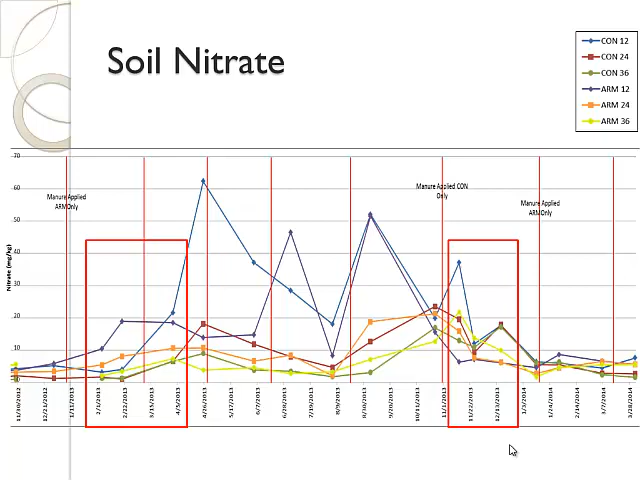 Soil Nitrate
CON 12
CON 24
CON 36
ARM 12
ARM 24
ARM 36
70
60
50
40
30
20
10
Manure Applied
ARM Only
Manure Applied CON
Only
Manure Applied
ARM Only
Nitrate (mg/kg)
11/30/2012
12/21/2012
1/11/2013
2/1/2013
2/22/2013
3/15/2013
4/5/2013
4/26/2013
5/17/2013
6/7/2013
6/28/2013
7/19/2013
8/9/2013
8/30/2013
9/20/2013
10/11/2013
11/1/2013
11/22/2013
12/13/2013
1/3/2014
1/24/2014
2/14/2014
3/7/2014
3/28/2014